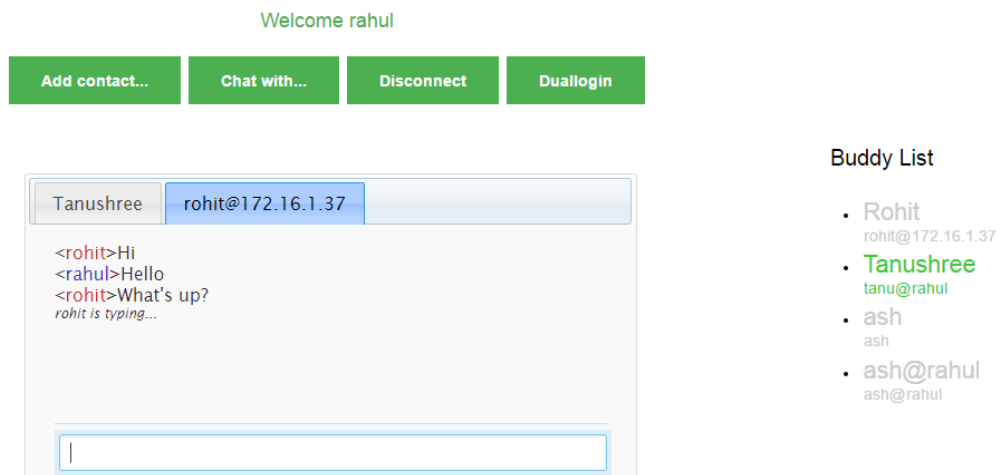 Welcome rahul
Add contact... Chat with... Disconnect Duallogin
Tanushree rohit@172.16.1.37
<rohit>Hi
<rahul>Hello
<rohit>What's up?
rohit is typing...
Buddy List
Rohit
rohit@172.16.1.37
Tanushree
tanu@rahul
ash
ash
ash@rahul
ash@rahul